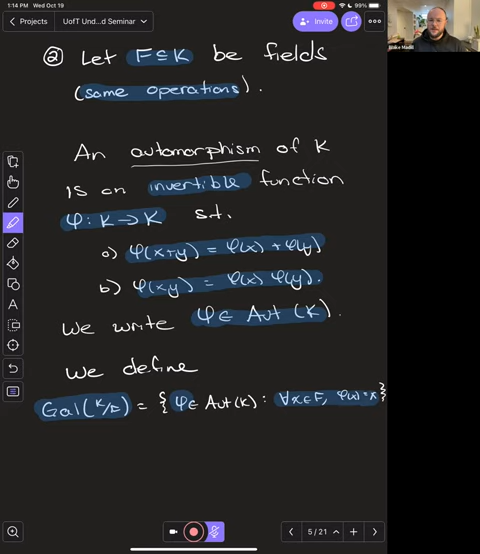 1:14 PM Wed Oct 19
99%
Projects
UofT Und... d Seminar
Invite
Blake Madill
② Let F ⊆ K be fields
(same operations).
An automorphism of K
is an invertible function
φ: K → K s.t.
a) φ(x+y) = φ(x) + φ(y)
b) φ(xy) = φ(x) φ(y).
We write φ ∈ Aut (K).
We define
Gal(K/F) = { φ ∈ Aut(K) : ∀x∈F, φ(x)=x }
5 / 21